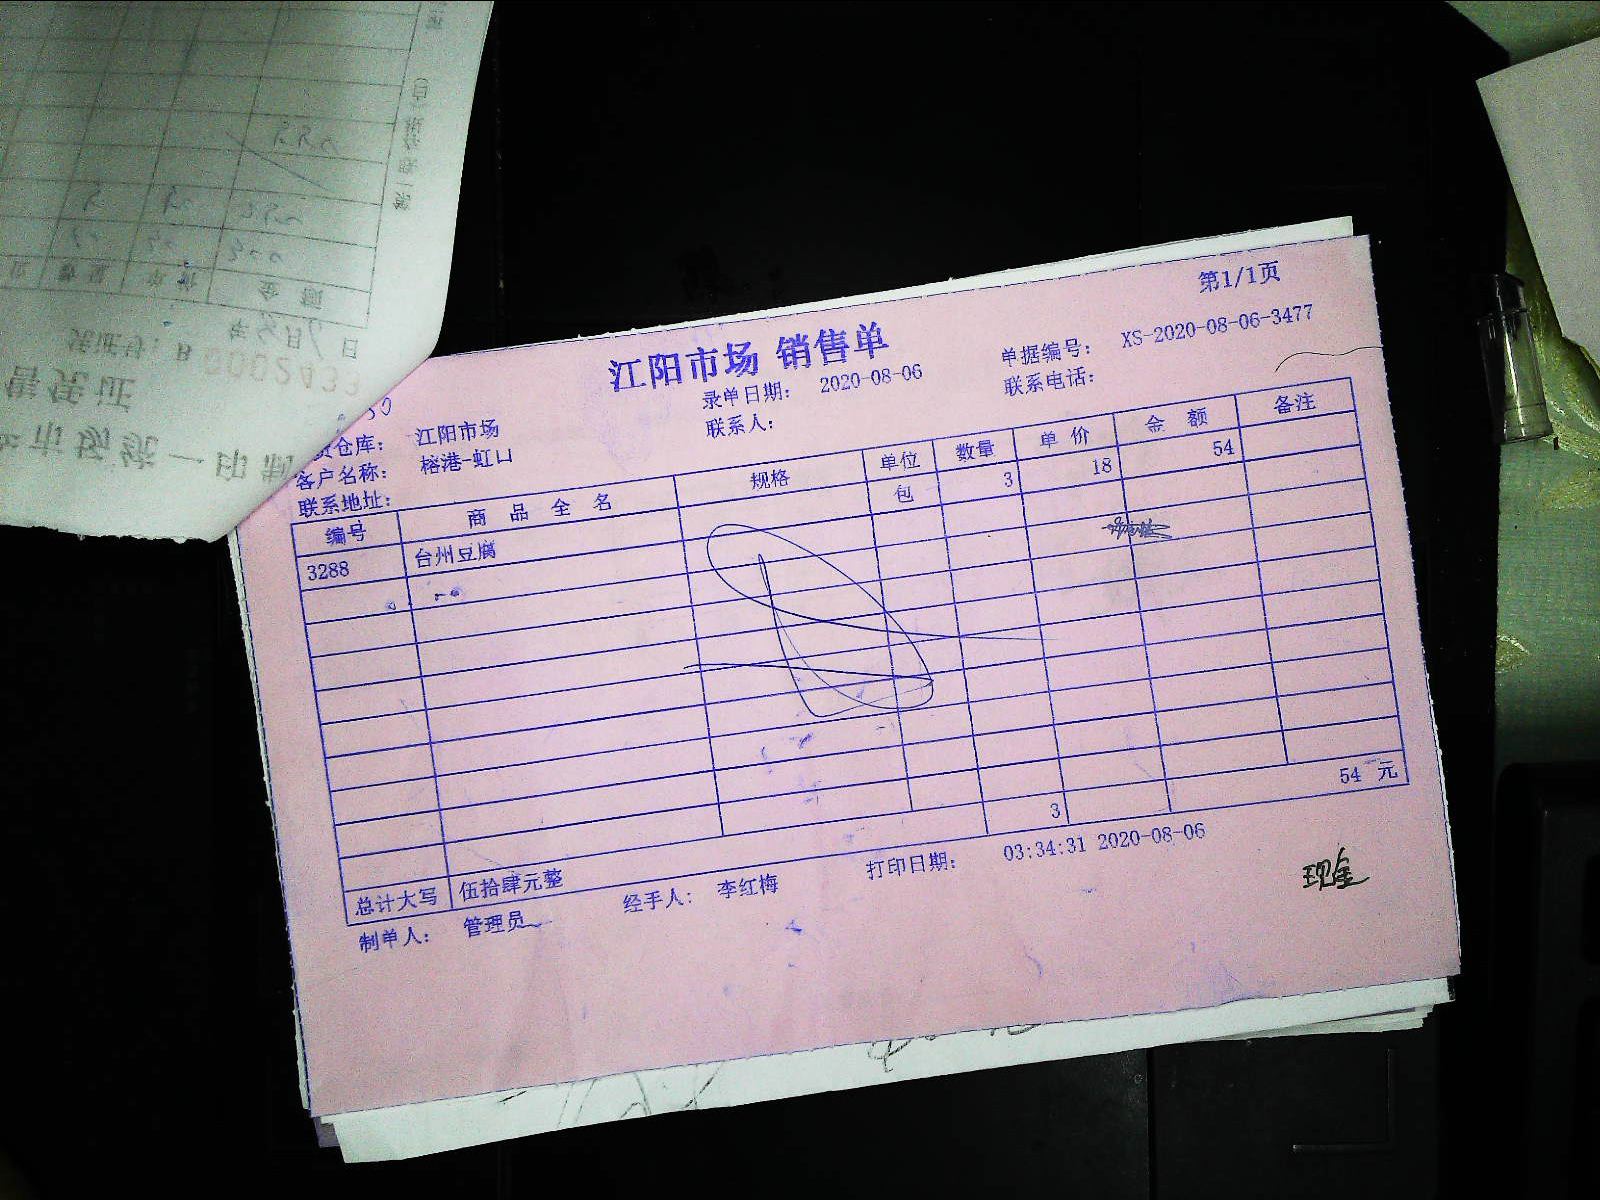 第1/1页
江阳市场 销售单
录单日期: 2020-08-06 单据编号: XS-2020-08-06-3477
联系人: 联系电话:
货仓库: 江阳市场
客户名称: 榕港-虹口
联系地址:
编号 商品全名 规格 单位 数量 单价 金额 备注
3288 台州豆腐 包 3 18 54
3 54 元
总计大写 伍拾肆元整
制单人: 管理员 经手人: 李红梅 打印日期: 03:34:31 2020-08-06
现金